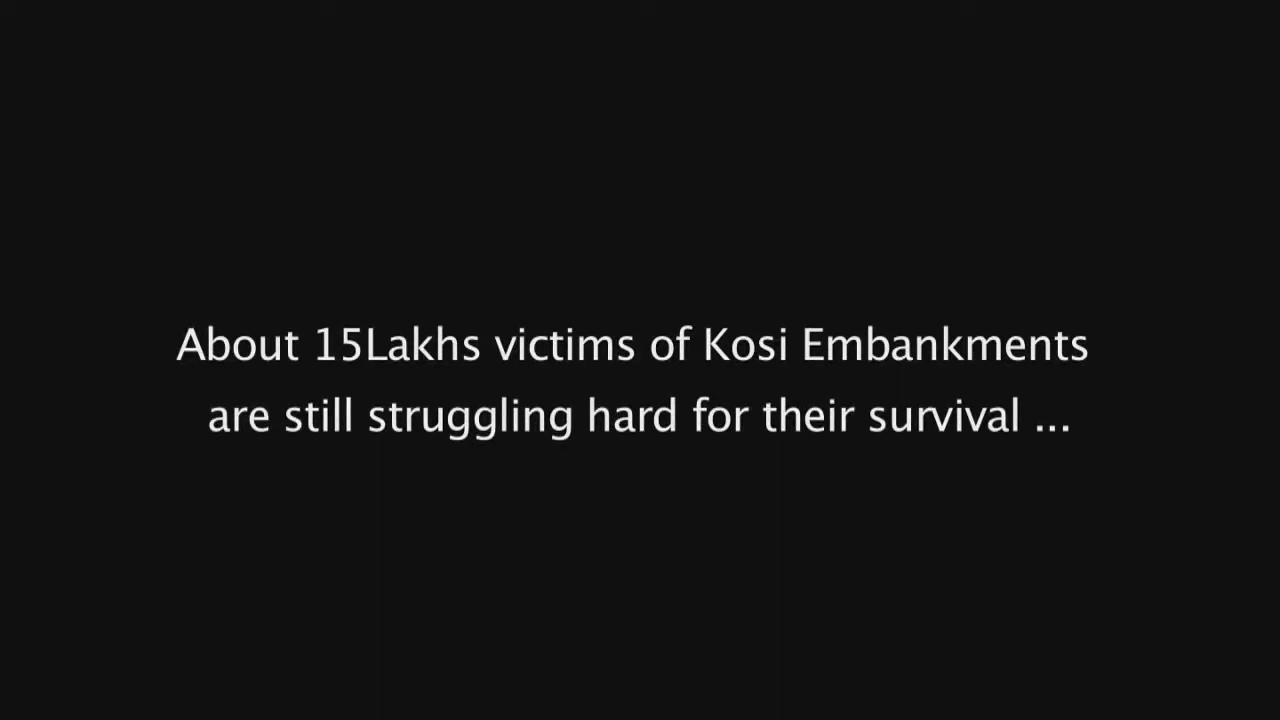 About 15Lakhs victims of Kosi Embankments
are still struggling hard for their survival ...